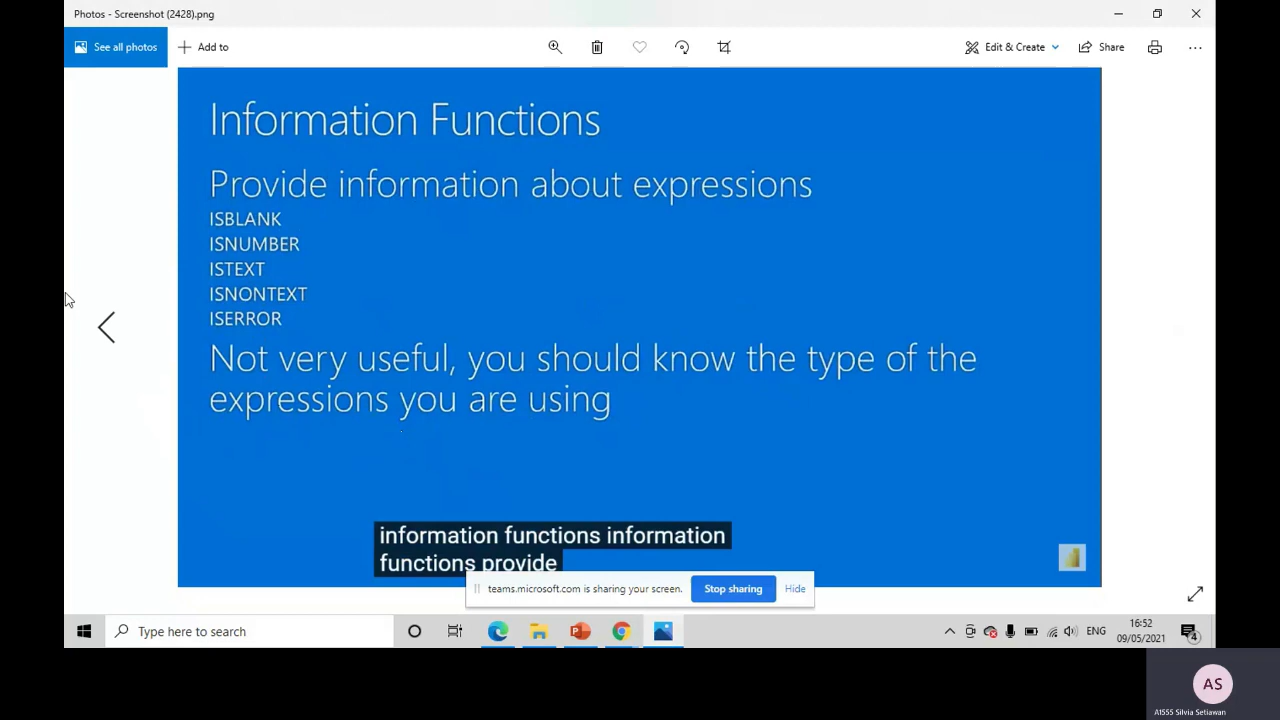 Photos - Screenshot (2428).png
See all photos
Add to
Edit & Create
Share
Information Functions
Provide information about expressions
ISBLANK
ISNUMBER
ISTEXT
ISNONTEXT
ISERROR
Not very useful, you should know the type of the
expressions you are using
information functions information
functions provide
teams.microsoft.com is sharing your screen.
Stop sharing
Hide
Type here to search
ENG
16:52
09/05/2021
4
AS
A1555 Silvia Setiawan